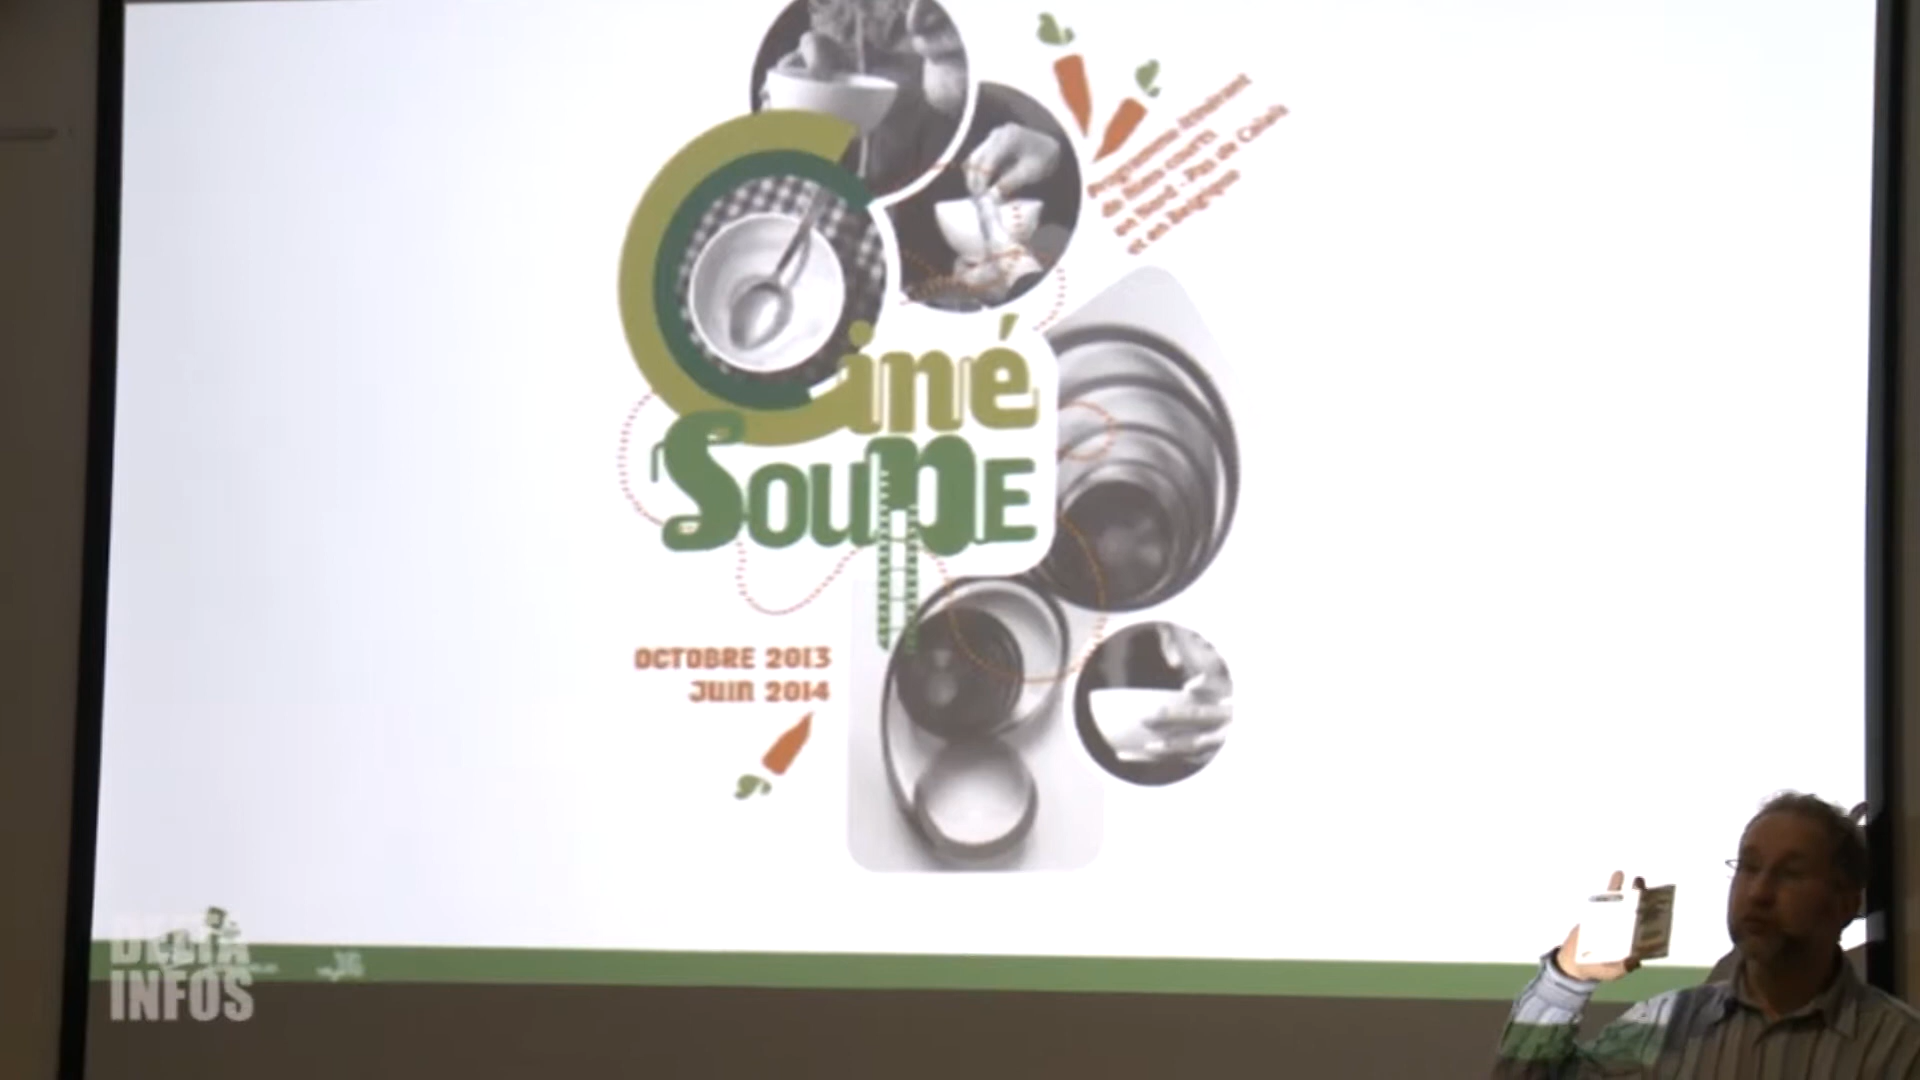 Programme itinérant
de films courts
en Nord - Pas de Calais
et en Belgique
Ciné
SOUPE
OCTOBRE 2013
JUIN 2014
DELTA
INFOS